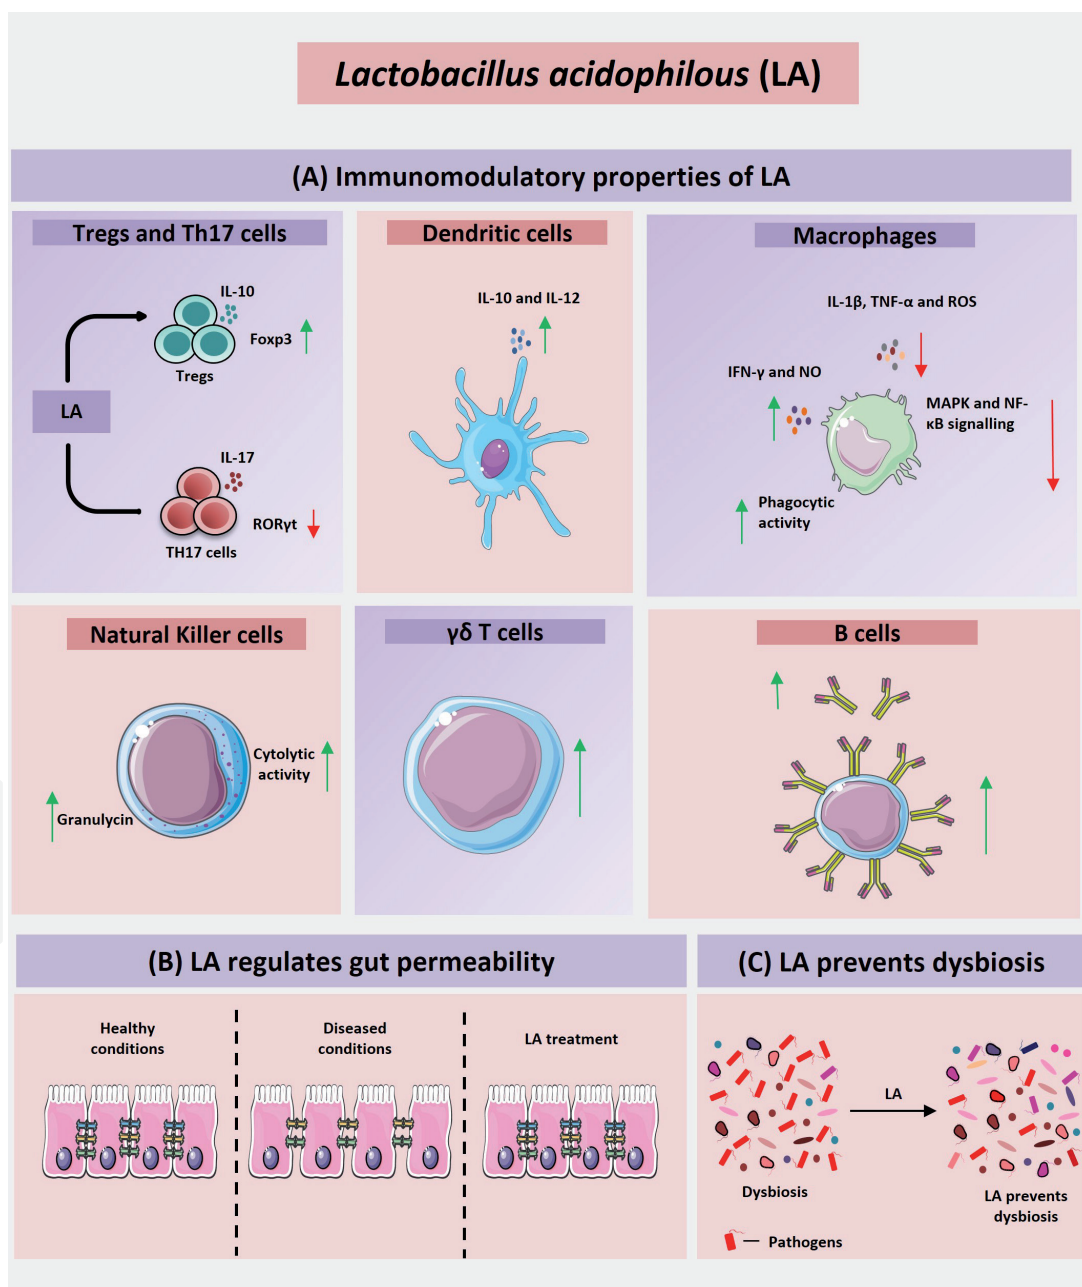 Lactobacillus acidophilous (LA)
(A) Immunomodulatory properties of LA
Tregs and Th17 cells
IL-10
Foxp3
Tregs
LA
IL-17
RORγt
TH17 cells
Dendritic cells
IL-10 and IL-12
Macrophages
IL-1β, TNF-α and ROS
IFN-γ and NO
MAPK and NF-
κB signalling
Phagocytic
activity
Natural Killer cells
Cytolytic
activity
Granulycin
γδ T cells
B cells
(B) LA regulates gut permeability
Healthy
conditions
Diseased
conditions
LA treatment
(C) LA prevents dysbiosis
LA
Dysbiosis
LA prevents
dysbiosis
Pathogens